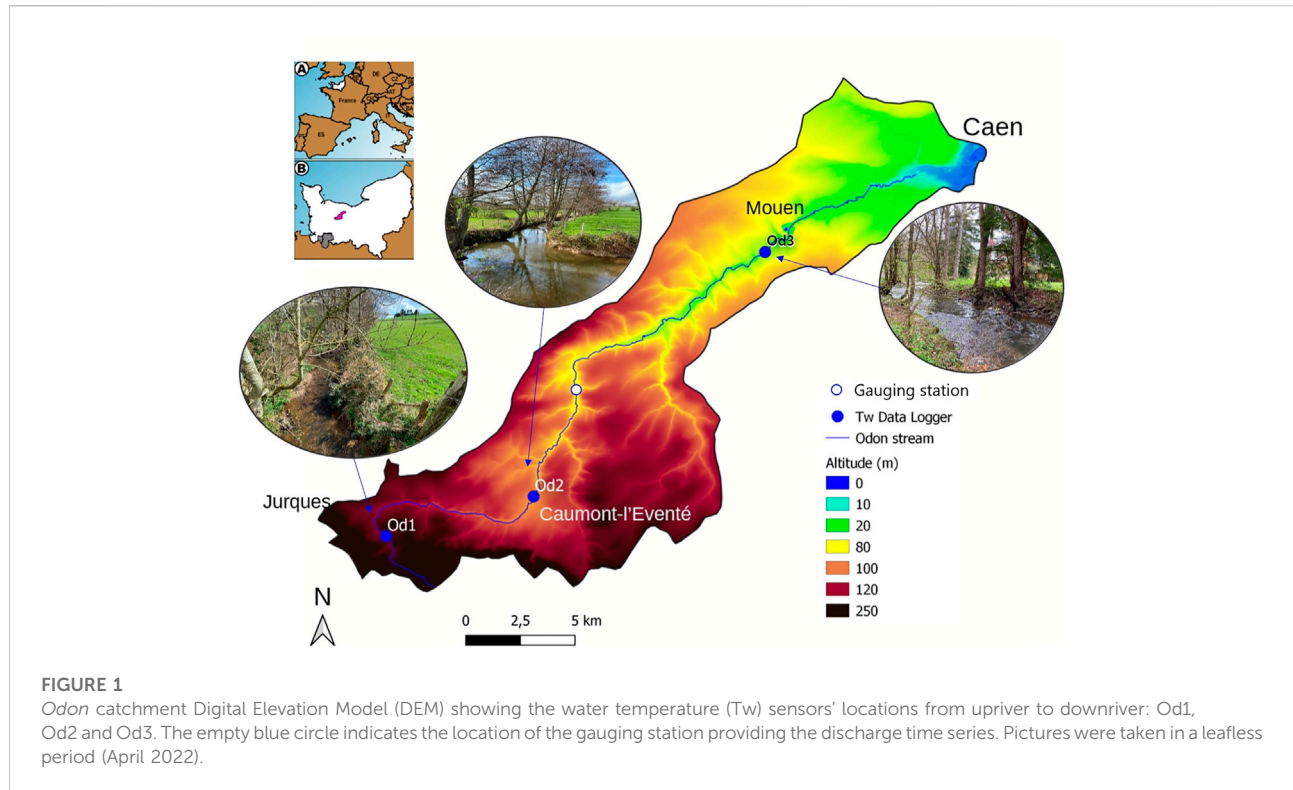 A
DE
CZ
AT
France
ES
B
Caen
Mouen
Od3
Gauging station
Tw Data Logger
Odon stream
Altitude (m)
0
10
20
80
100
120
250
Od2
Caumont-l'Eventé
Jurques
Od1
N
0 2,5 5 km
FIGURE 1
Odon catchment Digital Elevation Model (DEM) showing the water temperature (Tw) sensors' locations from upriver to downriver: Od1,
Od2 and Od3. The empty blue circle indicates the location of the gauging station providing the discharge time series. Pictures were taken in a leafless
period (April 2022).